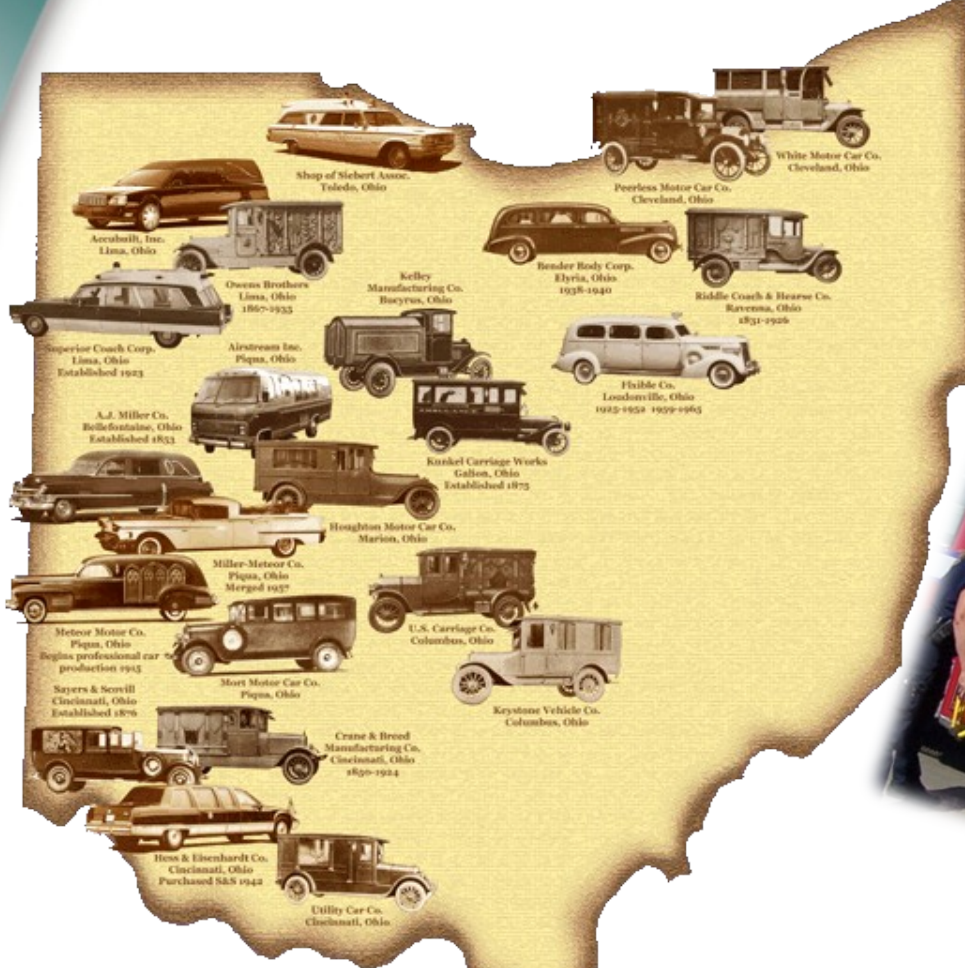 White Motor Car Co.
Cleveland, Ohio
Shop of Siebert Assoc.
Toledo, Ohio
Peerless Motor Car Co.
Cleveland, Ohio
Accubuilt, Inc.
Lima, Ohio
Owens Brothers
Lima, Ohio
1867-1935
Kelley
Manufacturing Co.
Bucyrus, Ohio
Bender Body Corp.
Elyria, Ohio
1938-1940
Riddle Coach & Hearse Co.
Ravenna, Ohio
1831-1926
Superior Coach Corp.
Lima, Ohio
Established 1923
Airstream Inc.
Piqua, Ohio
Flxible Co.
Loudonville, Ohio
1925-1952 1959-1965
A.J. Miller Co.
Bellefontaine, Ohio
Established 1853
AMBULANCE
Kunkel Carriage Works
Galion, Ohio
Established 1875
Houghton Motor Car Co.
Marion, Ohio
Miller-Meteor Co.
Piqua, Ohio
Merged 1957
Meteor Motor Co.
Piqua, Ohio
Begins professional car
production 1915
U.S. Carriage Co.
Columbus, Ohio
Mort Motor Car Co.
Piqua, Ohio
Keystone Vehicle Co.
Columbus, Ohio
Sayers & Scovill
Cincinnati, Ohio
Established 1876
Crane & Breed
Manufacturing Co.
Cincinnati, Ohio
1850-1924
Hess & Eisenhardt Co.
Cincinnati, Ohio
Purchased S&S 1942
Utility Car Co.
Cincinnati, Ohio